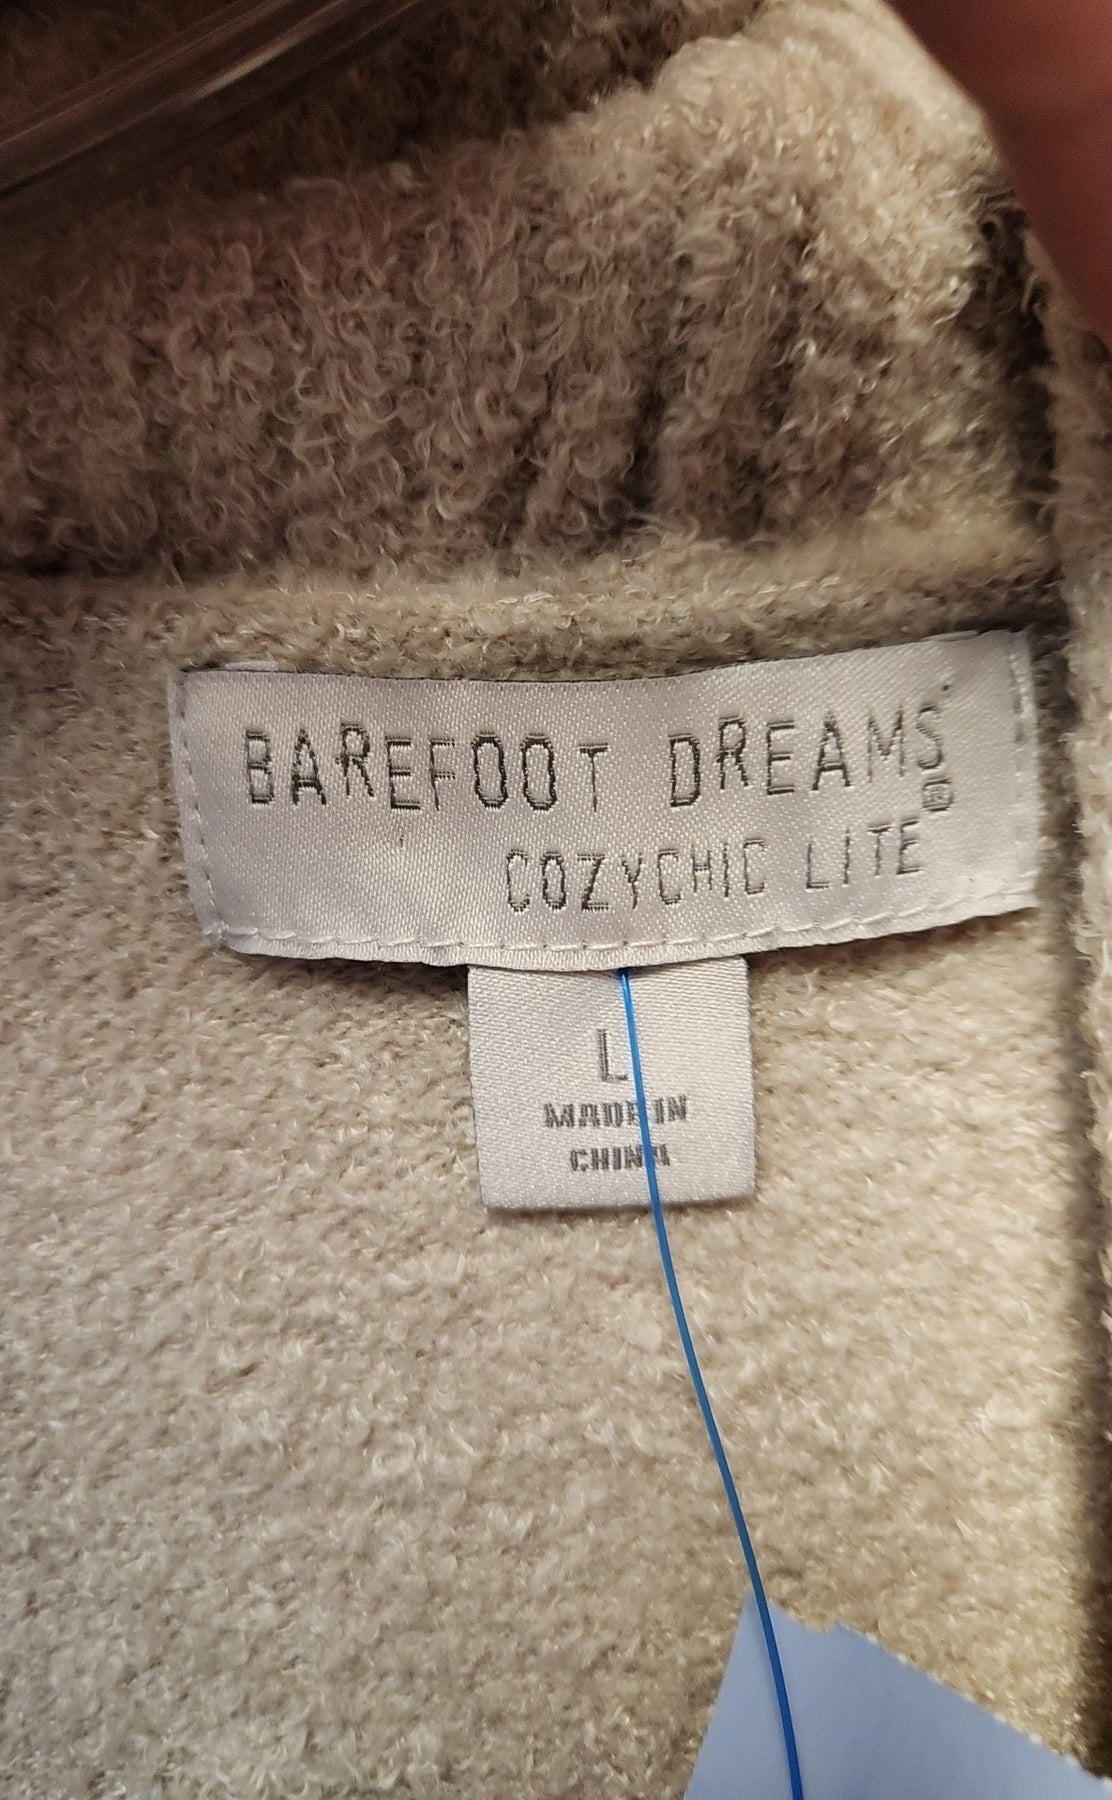 BAREFOOT DREAMS®
COZYCHIC LITE
L
MADE IN
CHINA